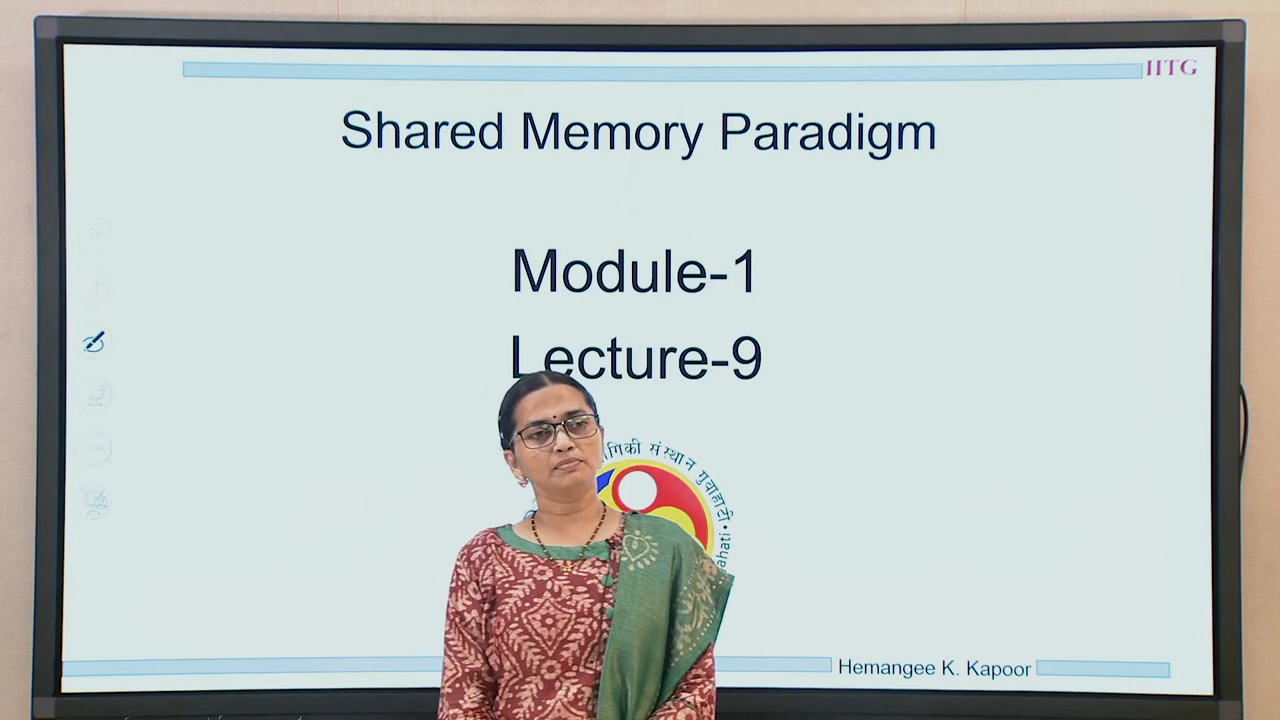 IITG
Shared Memory Paradigm
Module-1
Lecture-9
संस्थान गुवाहाटी
Hemangee K. Kapoor